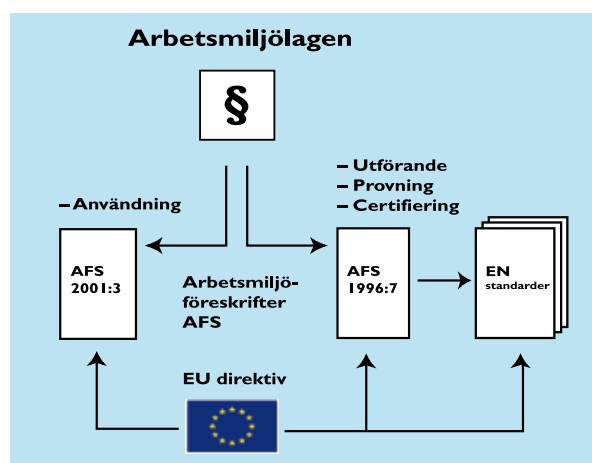 Arbetsmiljölagen
§
– Utförande
– Provning
– Certifiering
– Användning
AFS
2001:3
Arbetsmiljö-
föreskrifter
AFS
AFS
1996:7
EN
standarder
EU direktiv